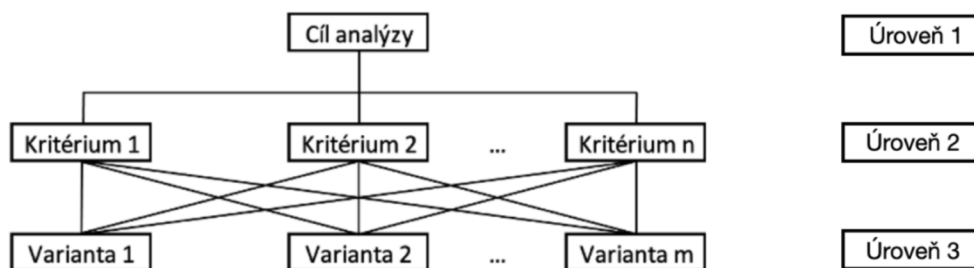 Cíl analýzy
Úroveň 1
Kritérium 1
Kritérium 2
...
Kritérium n
Úroveň 2
Varianta 1
Varianta 2
...
Varianta m
Úroveň 3